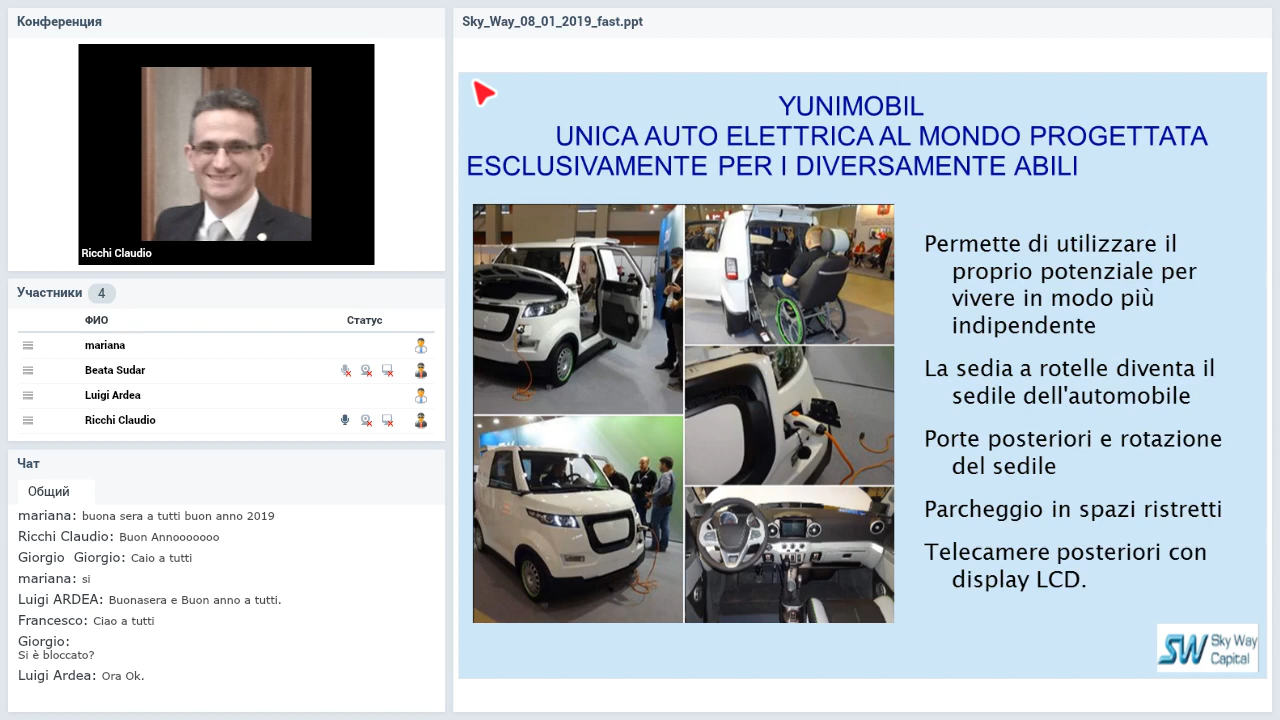 Конференция
Ricchi Claudio
Участники 4
ФИО Статус
mariana
Beata Sudar
Luigi Ardea
Ricchi Claudio
Чат
Общий
mariana: buona sera a tutti buon anno 2019
Ricchi Claudio: Buon Annooooooo
Giorgio Giorgio: Caio a tutti
mariana: si
Luigi ARDEA: Buonasera e Buon anno a tutti.
Francesco: Ciao a tutti
Giorgio:
Si è bloccato?
Luigi Ardea: Ora Ok.
Sky_Way_08_01_2019_fast.ppt
YUNIMOBIL
UNICA AUTO ELETTRICA AL MONDO PROGETTATA
ESCLUSIVAMENTE PER I DIVERSAMENTE ABILI
Permette di utilizzare il
proprio potenziale per
vivere in modo più
indipendente
La sedia a rotelle diventa il
sedile dell'automobile
Porte posteriori e rotazione
del sedile
Parcheggio in spazi ristretti
Telecamere posteriori con
display LCD.
SW Sky Way
Capital